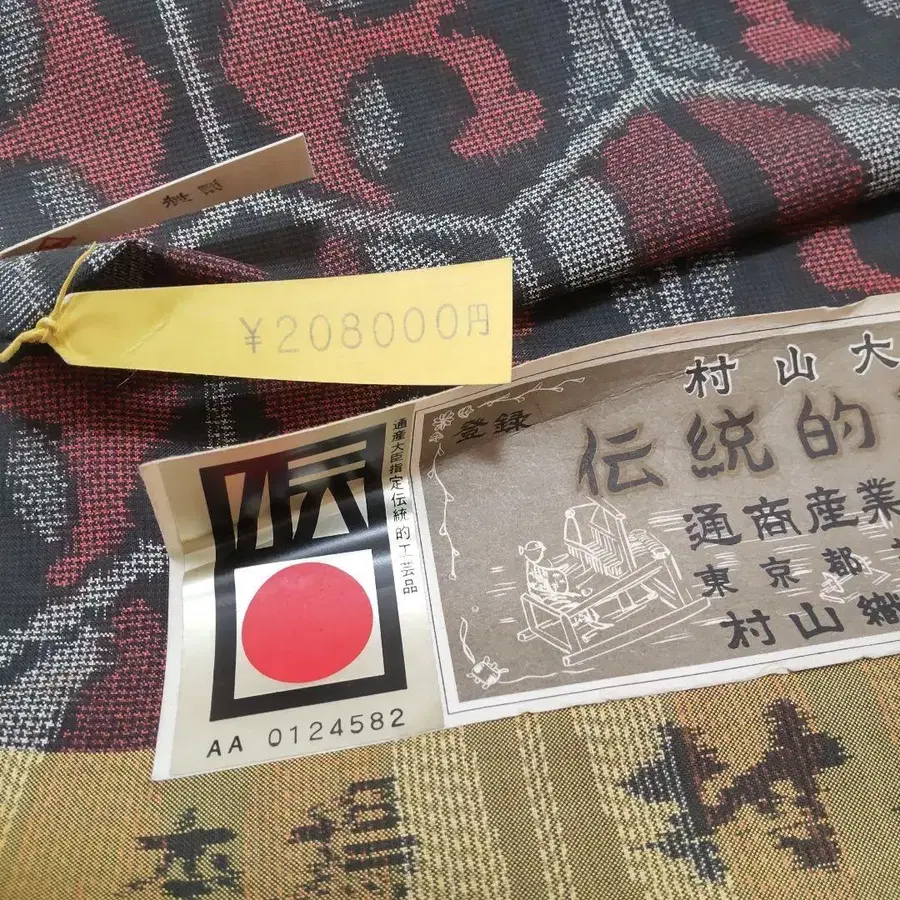 ¥208000円
登録
村山大
伝統的
通商産業
東京都
村山織
通産大臣指定伝統的工芸品
伝
AA 0124582